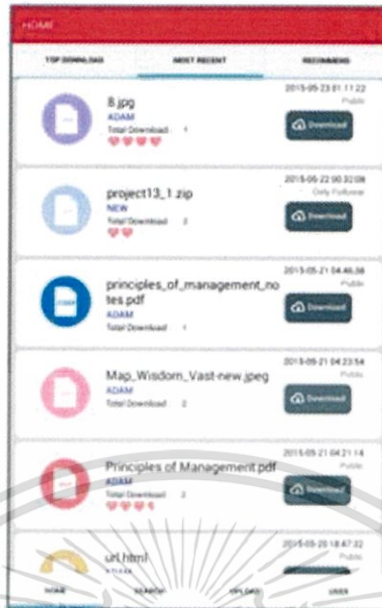 HOME
TOP DOWNLOAD MOST RECENT RECOMMEND
2015-05-23 01:11:22
8.jpg Public
ADAM
Total Download 1
Download
2015-05-22 00:32:08
project13_1.zip Only Follower
NEW
Total Download 2
Download
2015-05-21 04:46:38
principles_of_management_no Public
tes.pdf
ADAM
Total Download 1
Download
2015-05-21 04:23:54
Map_Wisdom_Vast-new.jpeg Public
ADAM
Total Download 2
Download
2015-05-21 04:21:14
Principles of Management.pdf Public
ADAM
Total Download 2
Download
2015-05-20 18:47:32
url.html Public
HOME SEARCH UPLOAD USER